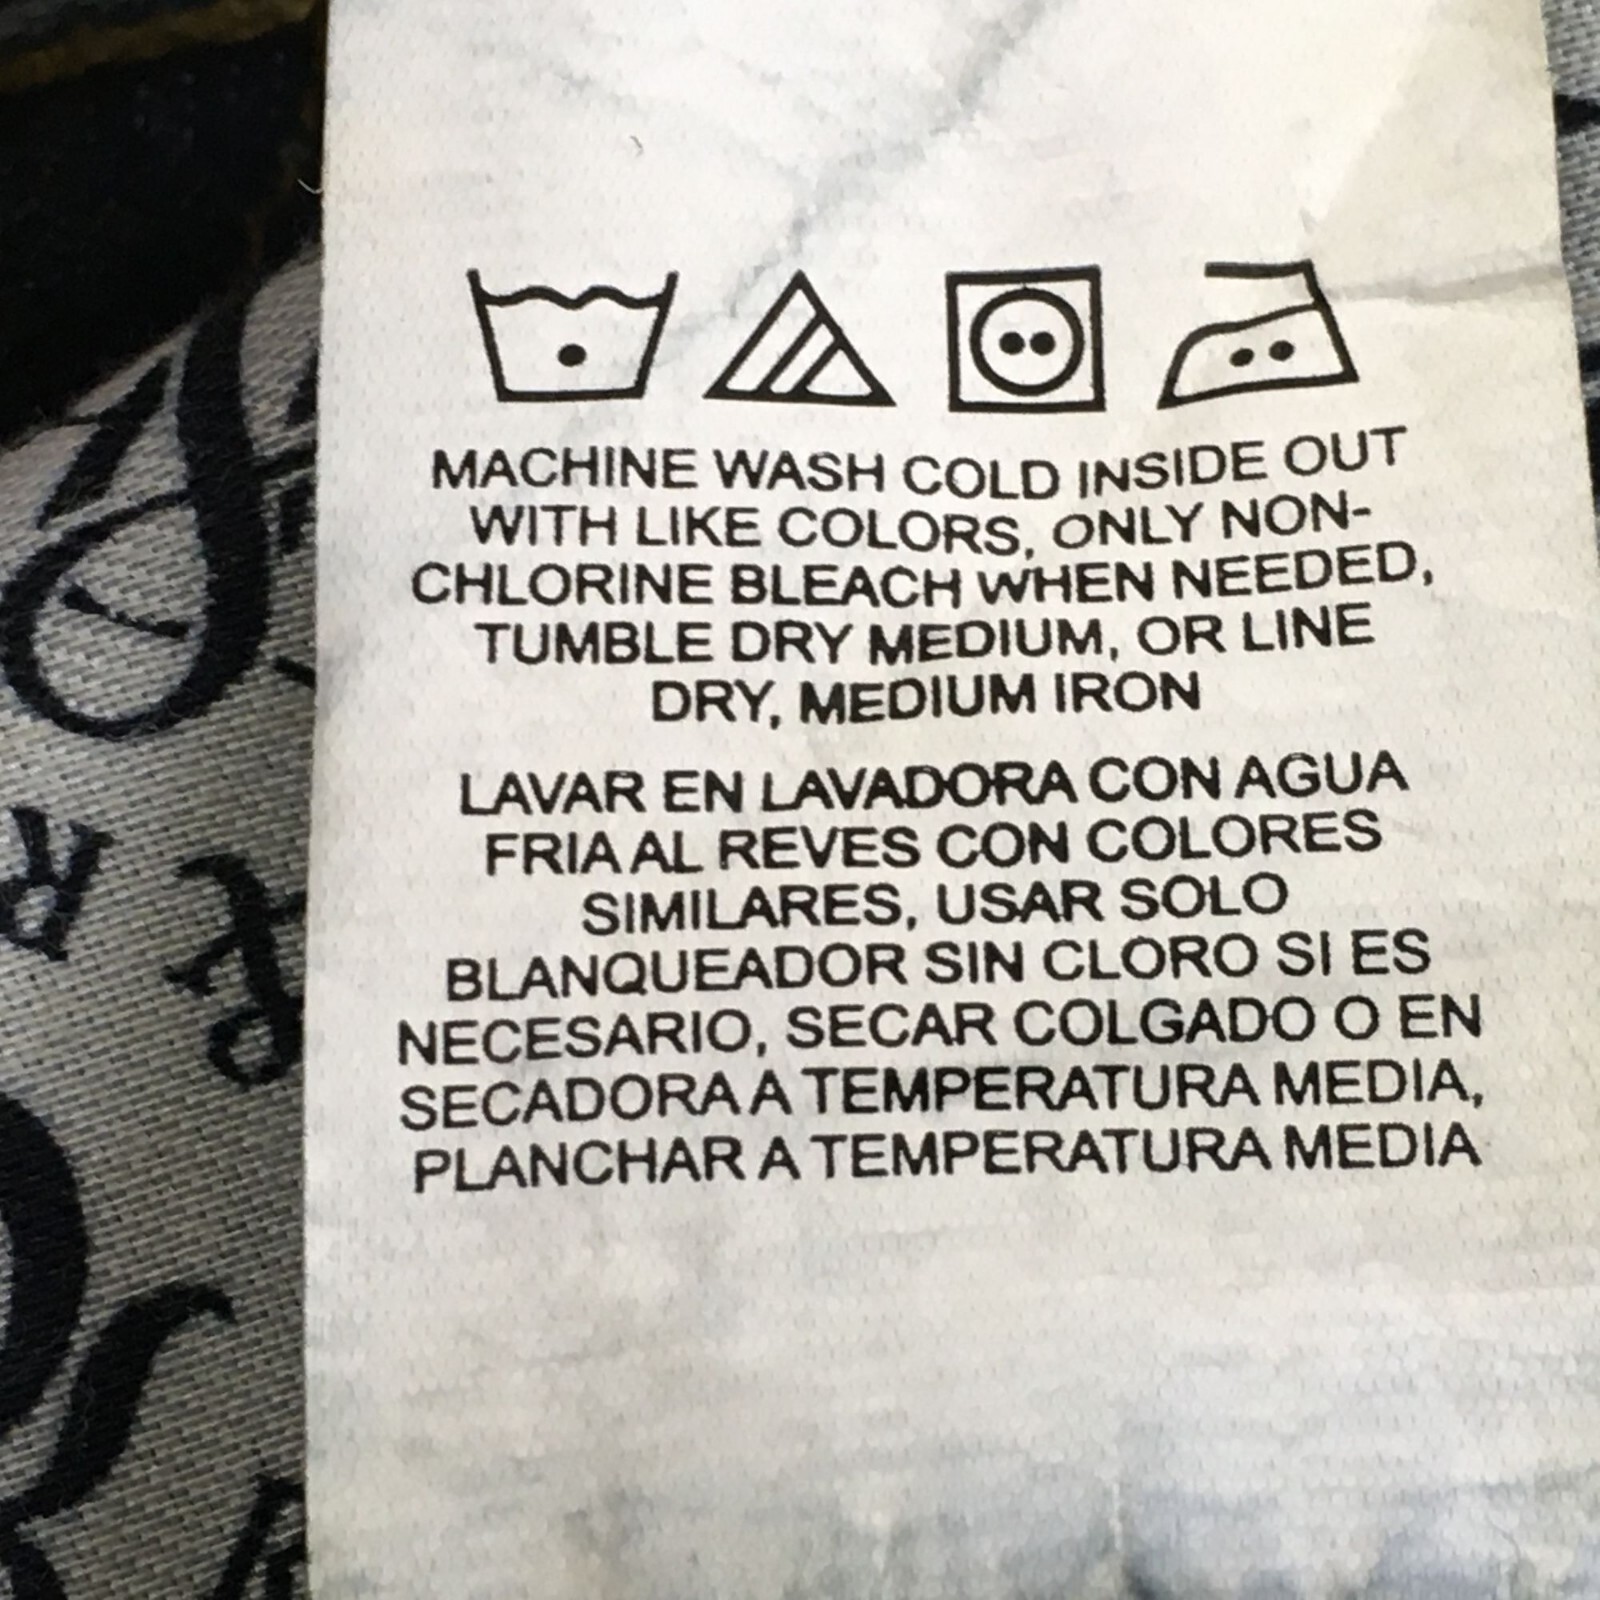 MACHINE WASH COLD INSIDE OUT
WITH LIKE COLORS, ONLY NON-
CHLORINE BLEACH WHEN NEEDED,
TUMBLE DRY MEDIUM, OR LINE
DRY, MEDIUM IRON
LAVAR EN LAVADORA CON AGUA
FRIA AL REVES CON COLORES
SIMILARES, USAR SOLO
BLANQUEADOR SIN CLORO SI ES
NECESARIO, SECAR COLGADO O EN
SECADORA A TEMPERATURA MEDIA,
PLANCHAR A TEMPERATURA MEDIA